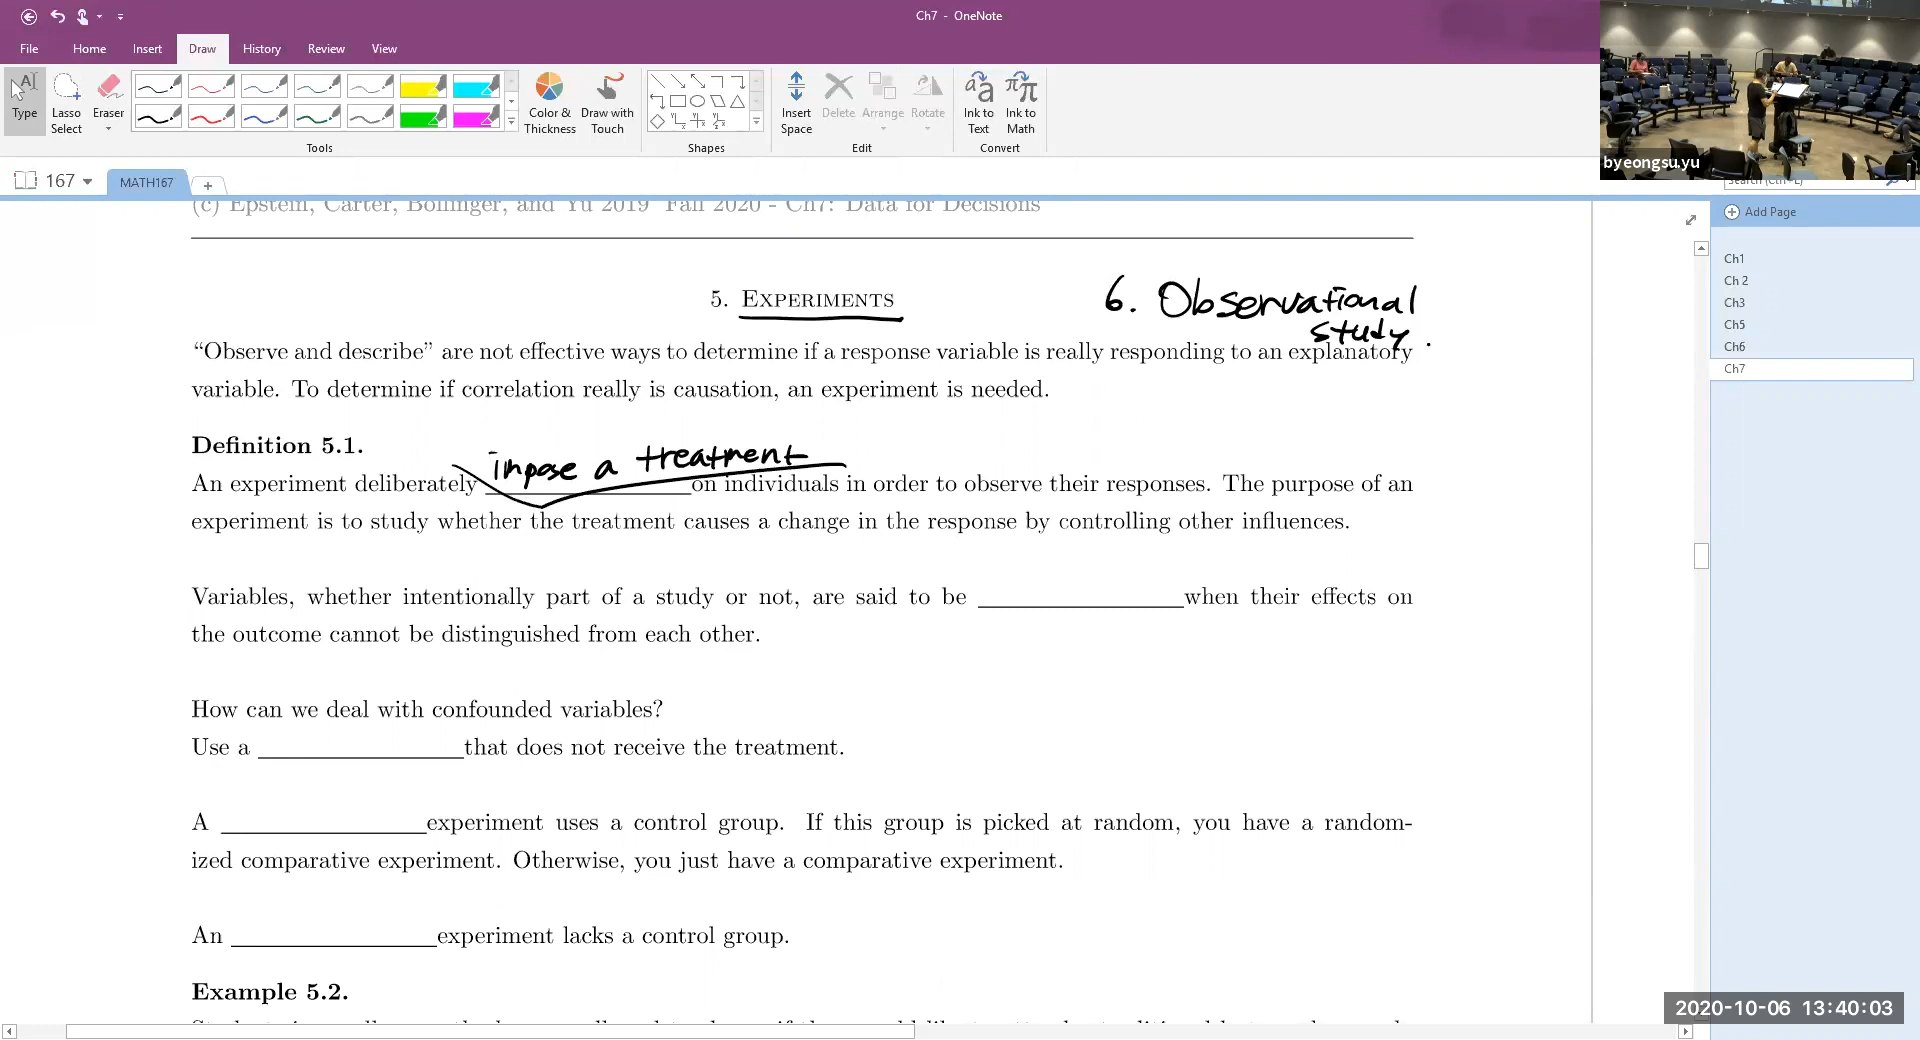 Ch7 - OneNote
File Home Insert Draw History Review View
Type
Lasso Select
Eraser
Color & Thickness
Draw with Touch
Insert Space
Delete
Arrange
Rotate
Ink to Text
Ink to Math
Tools
Shapes
Edit
Convert
byeongsu.yu
167
MATH167
Search (Ctrl+E)
Add Page
Ch1
Ch 2
Ch3
Ch5
Ch6
Ch7
(c) Epstein, Carter, Bollinger, and Yu 2019 Fall 2020 - Ch7: Data for Decisions
5. EXPERIMENTS
6. Observational
study.
“Observe and describe” are not effective ways to determine if a response variable is really responding to an explanatory
variable. To determine if correlation really is causation, an experiment is needed.
Definition 5.1.
impose a treatment
An experiment deliberately ________________on individuals in order to observe their responses. The purpose of an
experiment is to study whether the treatment causes a change in the response by controlling other influences.
Variables, whether intentionally part of a study or not, are said to be ________________when their effects on
the outcome cannot be distinguished from each other.
How can we deal with confounded variables?
Use a ________________that does not receive the treatment.
A ________________experiment uses a control group. If this group is picked at random, you have a random-
ized comparative experiment. Otherwise, you just have a comparative experiment.
An ________________experiment lacks a control group.
Example 5.2.
2020-10-06 13:40:03